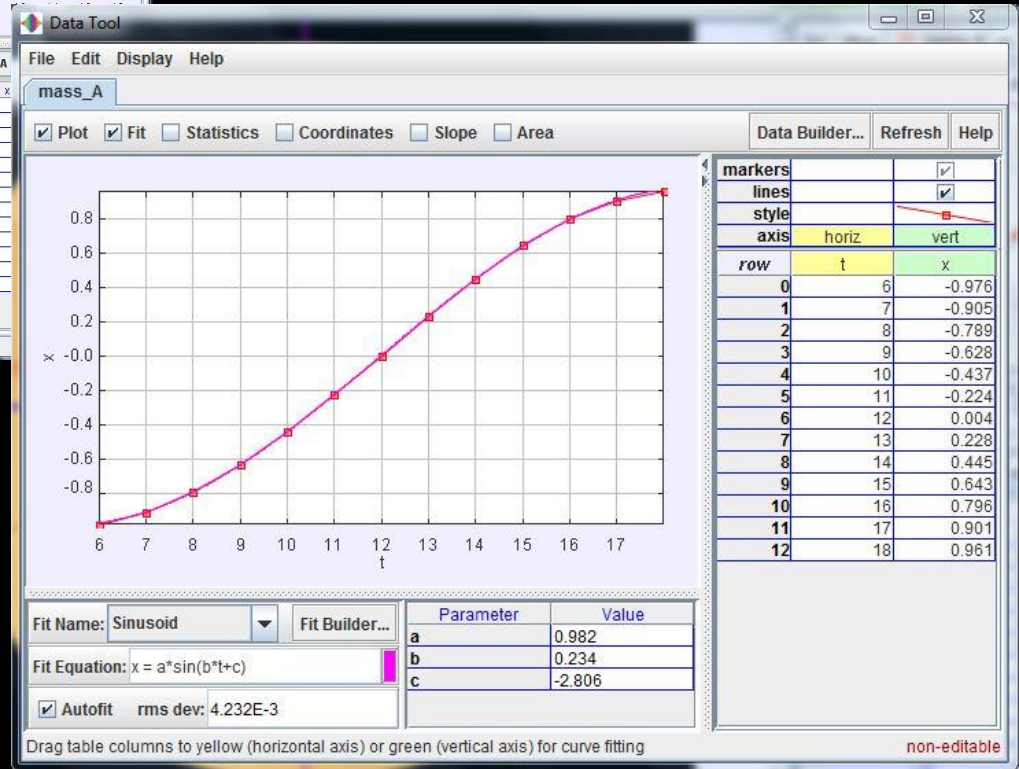 Data Tool
File Edit Display Help
mass_A
Plot Fit Statistics Coordinates Slope Area Data Builder... Refresh Help
0.8
0.6
0.4
0.2
-0.0
-0.2
-0.4
-0.6
-0.8
x
6 7 8 9 10 11 12 13 14 15 16 17
t
markers
lines
style
axis horiz vert
row t x
0 6 -0.976
1 7 -0.905
2 8 -0.789
3 9 -0.628
4 10 -0.437
5 11 -0.224
6 12 0.004
7 13 0.228
8 14 0.445
9 15 0.643
10 16 0.796
11 17 0.901
12 18 0.961
Fit Name: Sinusoid Fit Builder...
Fit Equation: x = a*sin(b*t+c)
Autofit rms dev: 4.232E-3
Parameter Value
a 0.982
b 0.234
c -2.806
Drag table columns to yellow (horizontal axis) or green (vertical axis) for curve fitting non-editable
A
x